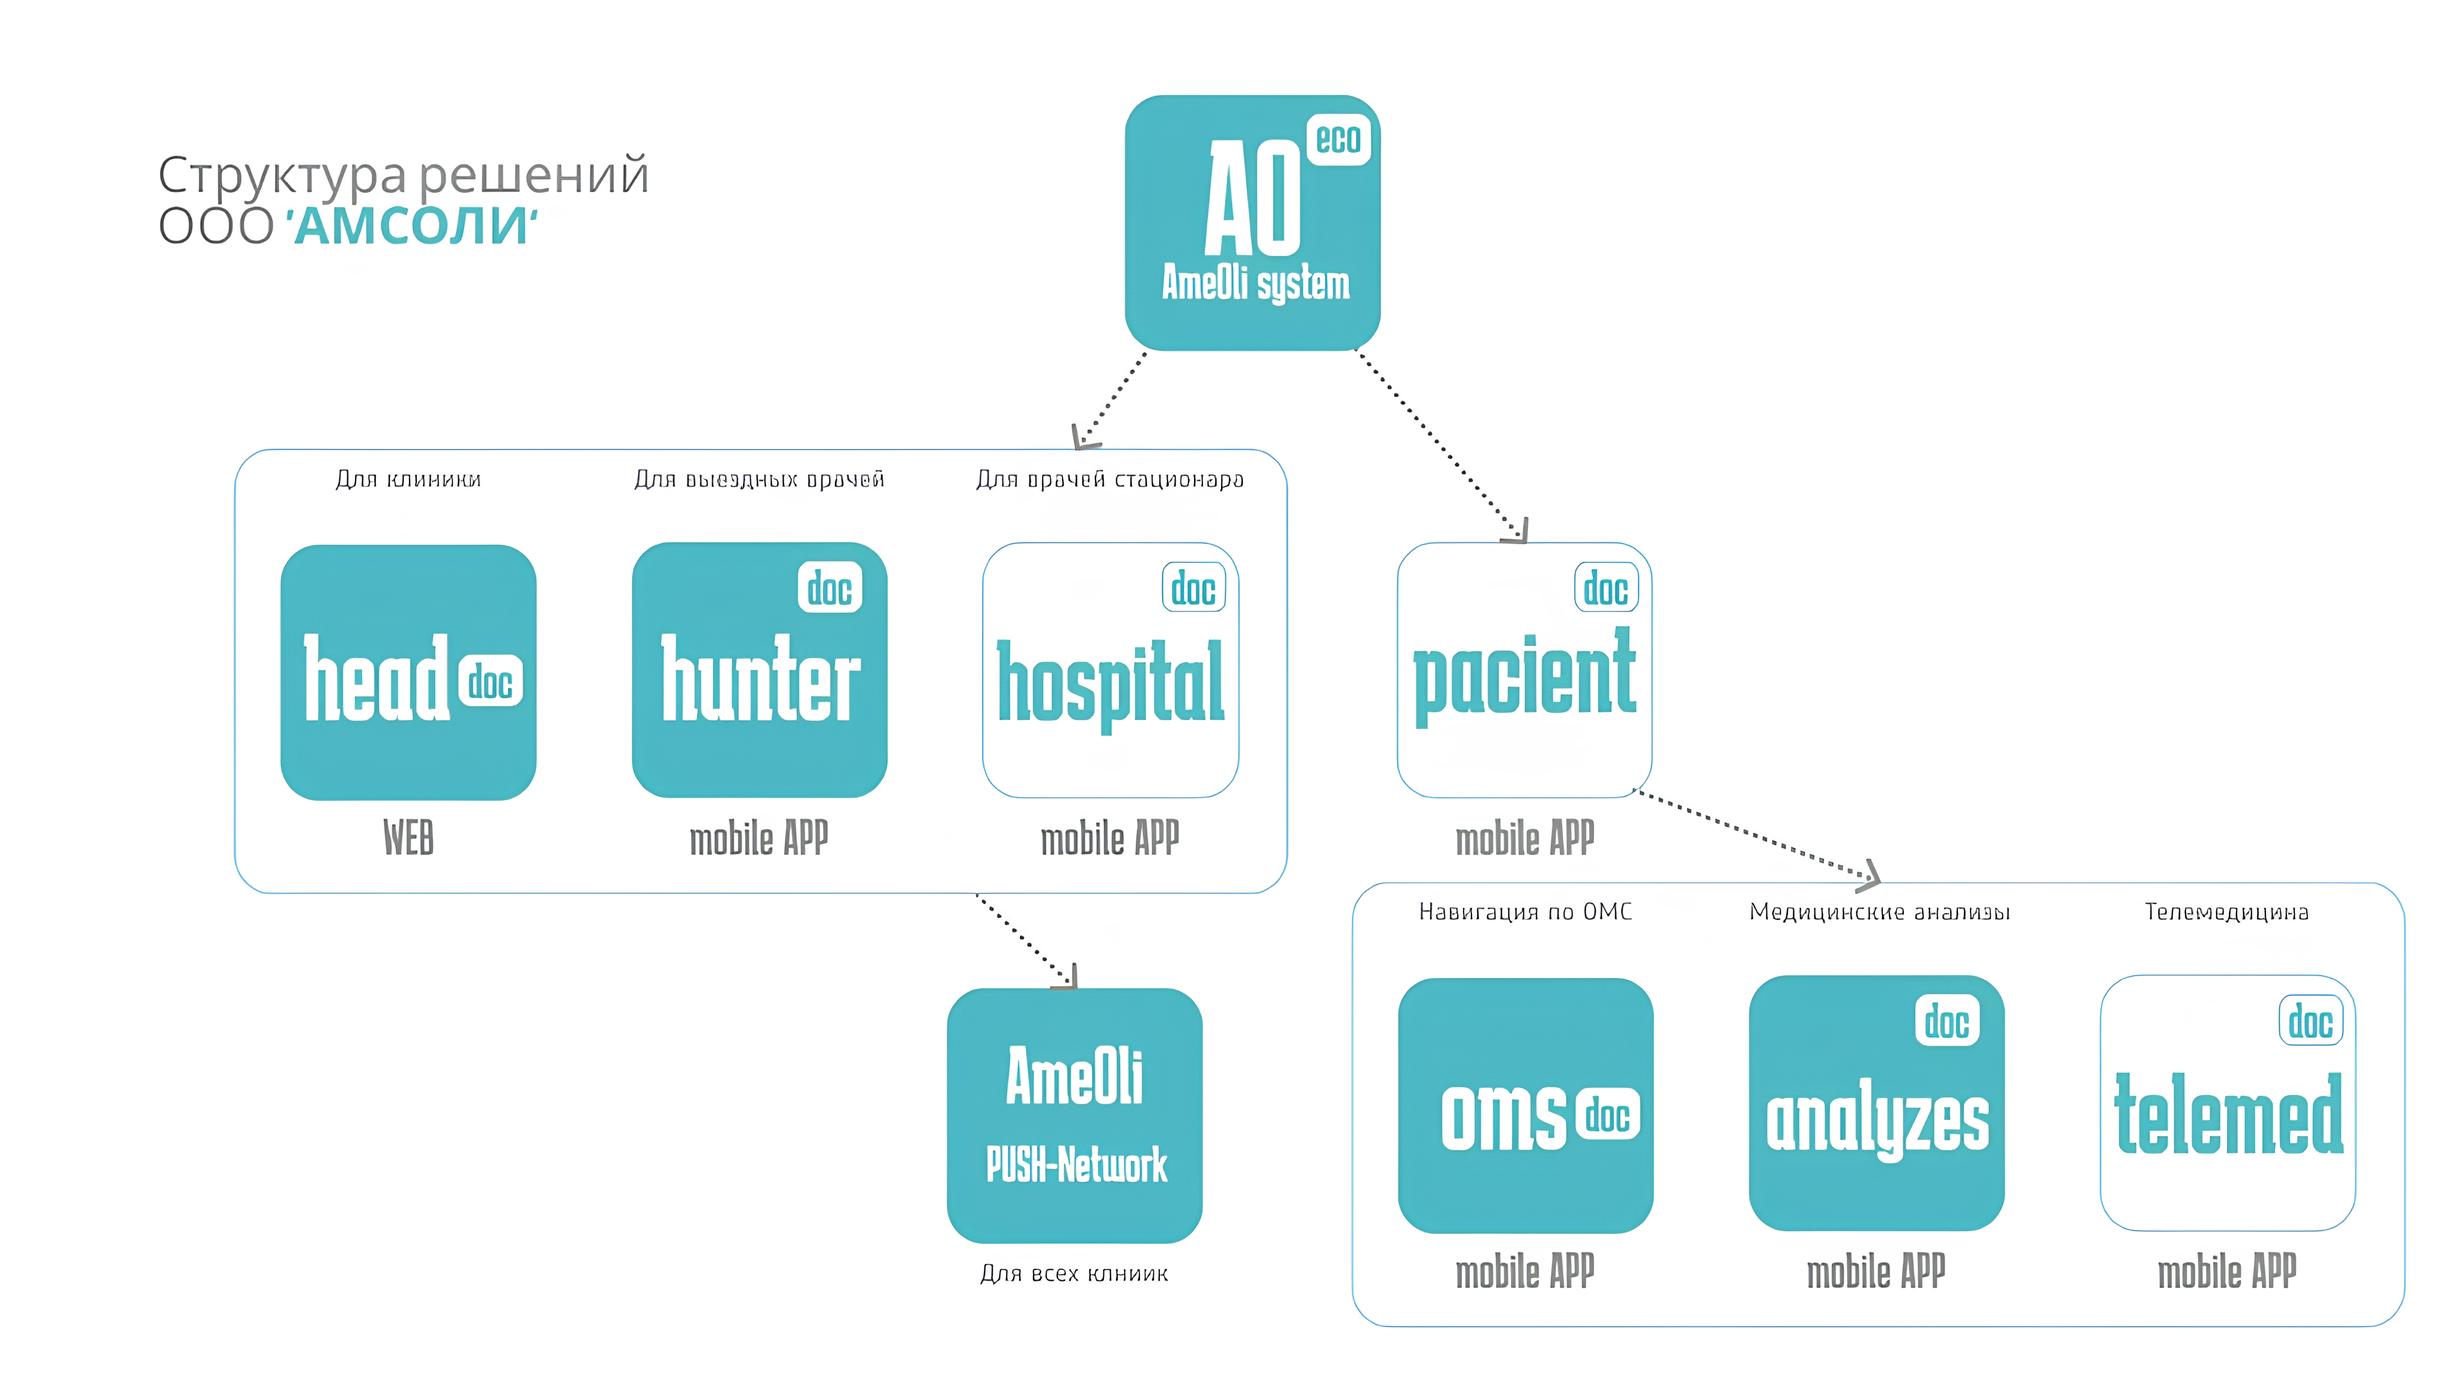 Структура решений
ООО 'АМСОЛИ'
eco
AO
AmeOli system
Для клиники
Для выездных врачей
Для врачей стационара
head doc
doc
hunter
doc
hospital
doc
pacient
WEB
mobile APP
mobile APP
mobile APP
Навигация по ОМС
Медицинские анализы
Телемедицина
AmeOli
PUSH-Network
Для всех клниик
oms doc
doc
analyzes
doc
telemed
mobile APP
mobile APP
mobile APP